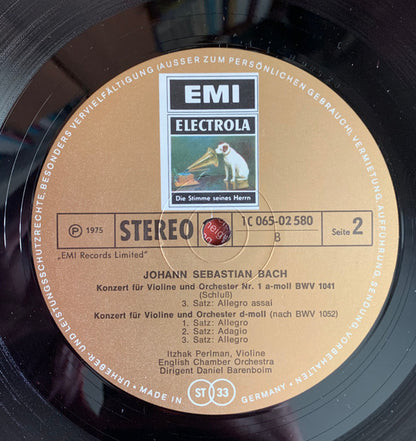 URHEBER- UND LEISTUNGSSCHUTZRECHTE, BESONDERS VERVIELFÄLTIGUNG (AUSSER ZUM PERSÖNLICHEN GEBRAUCH), VORBEHALTEN
EMI
ELECTROLA
Die Stimme seines Herrn
Ⓟ 1975
STEREO
1C 065-02 580
B
Seite 2
"EMI Records Limited"
JOHANN SEBASTIAN BACH
Konzert für Violine und Orchester Nr. 1 a-moll BWV 1041
(Schluß)
3. Satz: Allegro assai
Konzert für Violine und Orchester d-moll (nach BWV 1052)
1. Satz: Allegro
2. Satz: Adagio
3. Satz: Allegro
Itzhak Perlman, Violine
English Chamber Orchestra
Dirigent Daniel Barenboim
MADE IN GERMANY
ST 33